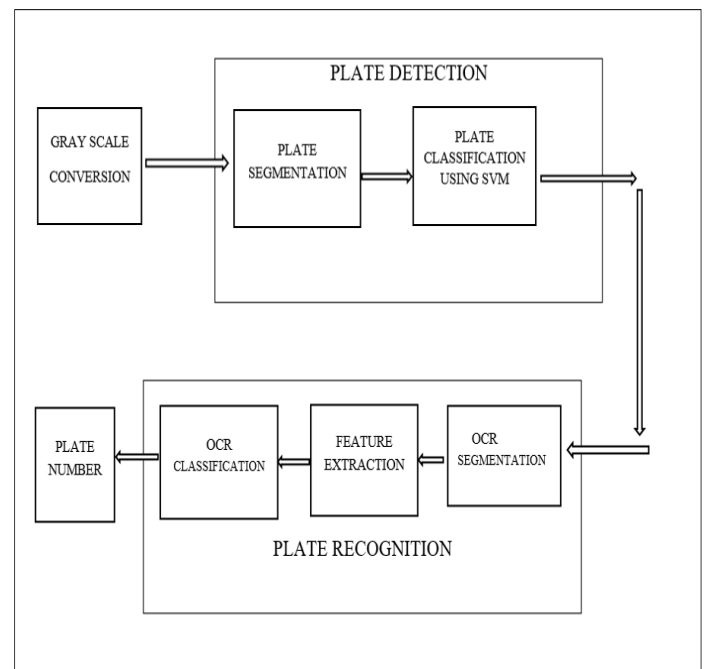 PLATE DETECTION
GRAY SCALE
CONVERSION
PLATE
SEGMENTATION
PLATE
CLASSIFICATION
USING SVM
OCR
SEGMENTATION
FEATURE
EXTRACTION
OCR
CLASSIFICATION
PLATE
NUMBER
PLATE RECOGNITION